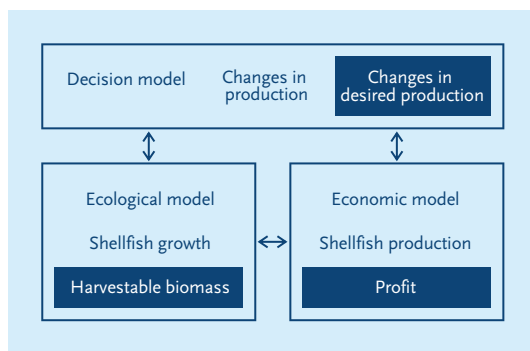 Decision model
Changes in
production
Changes in
desired production
Ecological model
Shellfish growth
Harvestable biomass
Economic model
Shellfish production
Profit